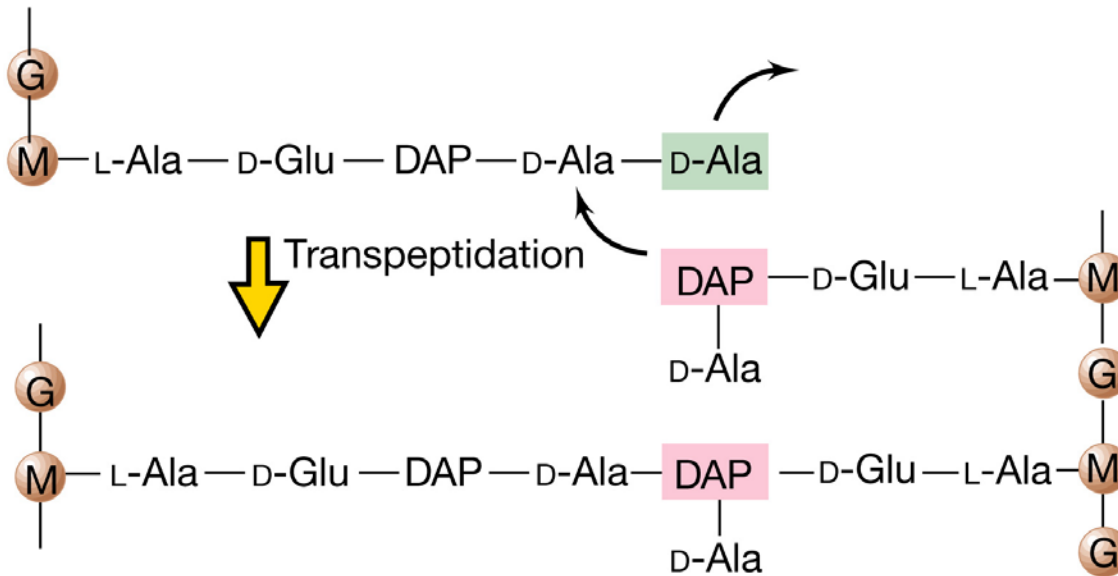 G
M L-Ala D-Glu DAP D-Ala D-Ala
Transpeptidation
DAP D-Glu L-Ala M
D-Ala
G
G
M L-Ala D-Glu DAP D-Ala DAP D-Glu L-Ala M
D-Ala
G